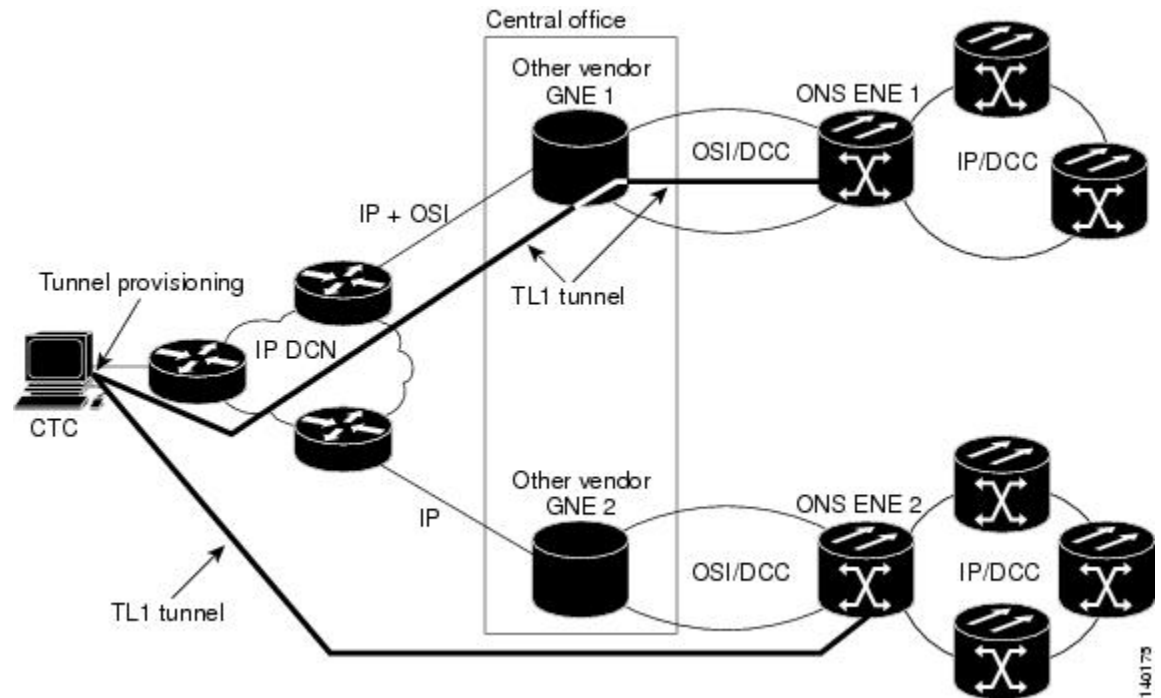 Central office
Other vendor
GNE 1
ONS ENE 1
OSI/DCC
IP/DCC
IP + OSI
Tunnel provisioning
TL1 tunnel
IP DCN
CTC
Other vendor
GNE 2
ONS ENE 2
IP
OSI/DCC
IP/DCC
TL1 tunnel
140175